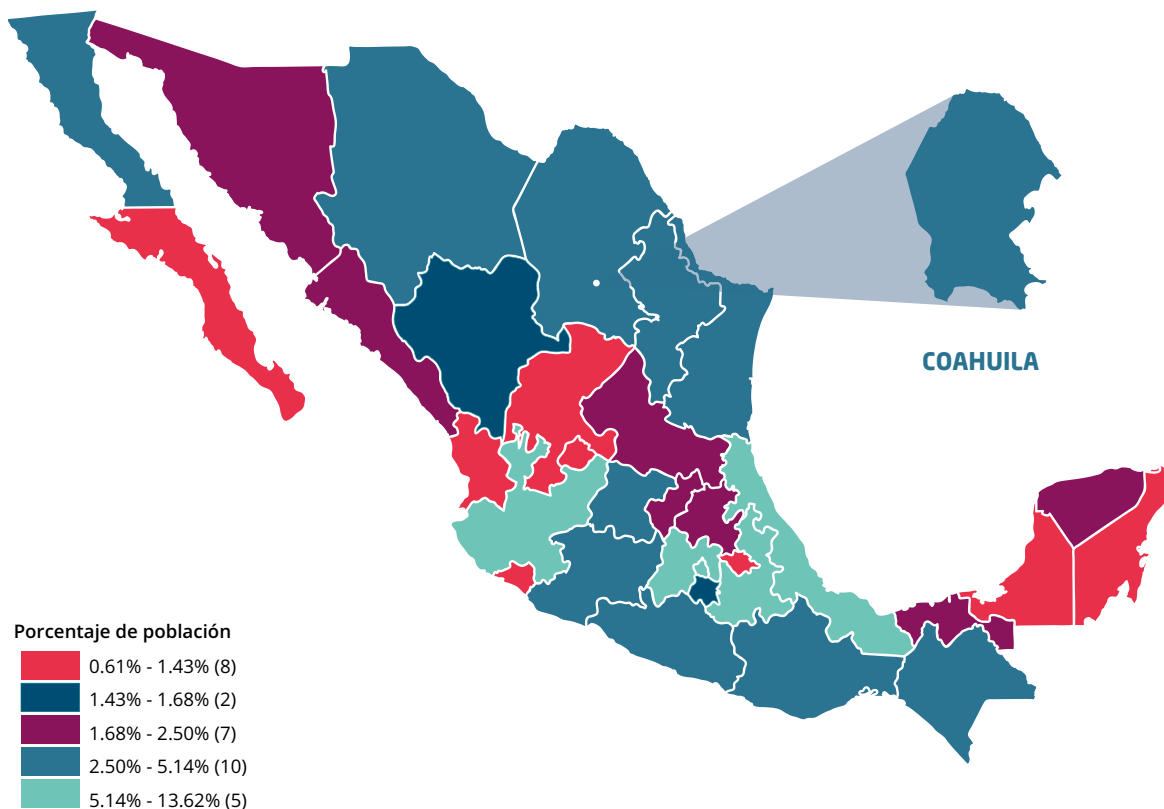 COAHUILA
Porcentaje de población
0.61% - 1.43% (8)
1.43% - 1.68% (2)
1.68% - 2.50% (7)
2.50% - 5.14% (10)
5.14% - 13.62% (5)